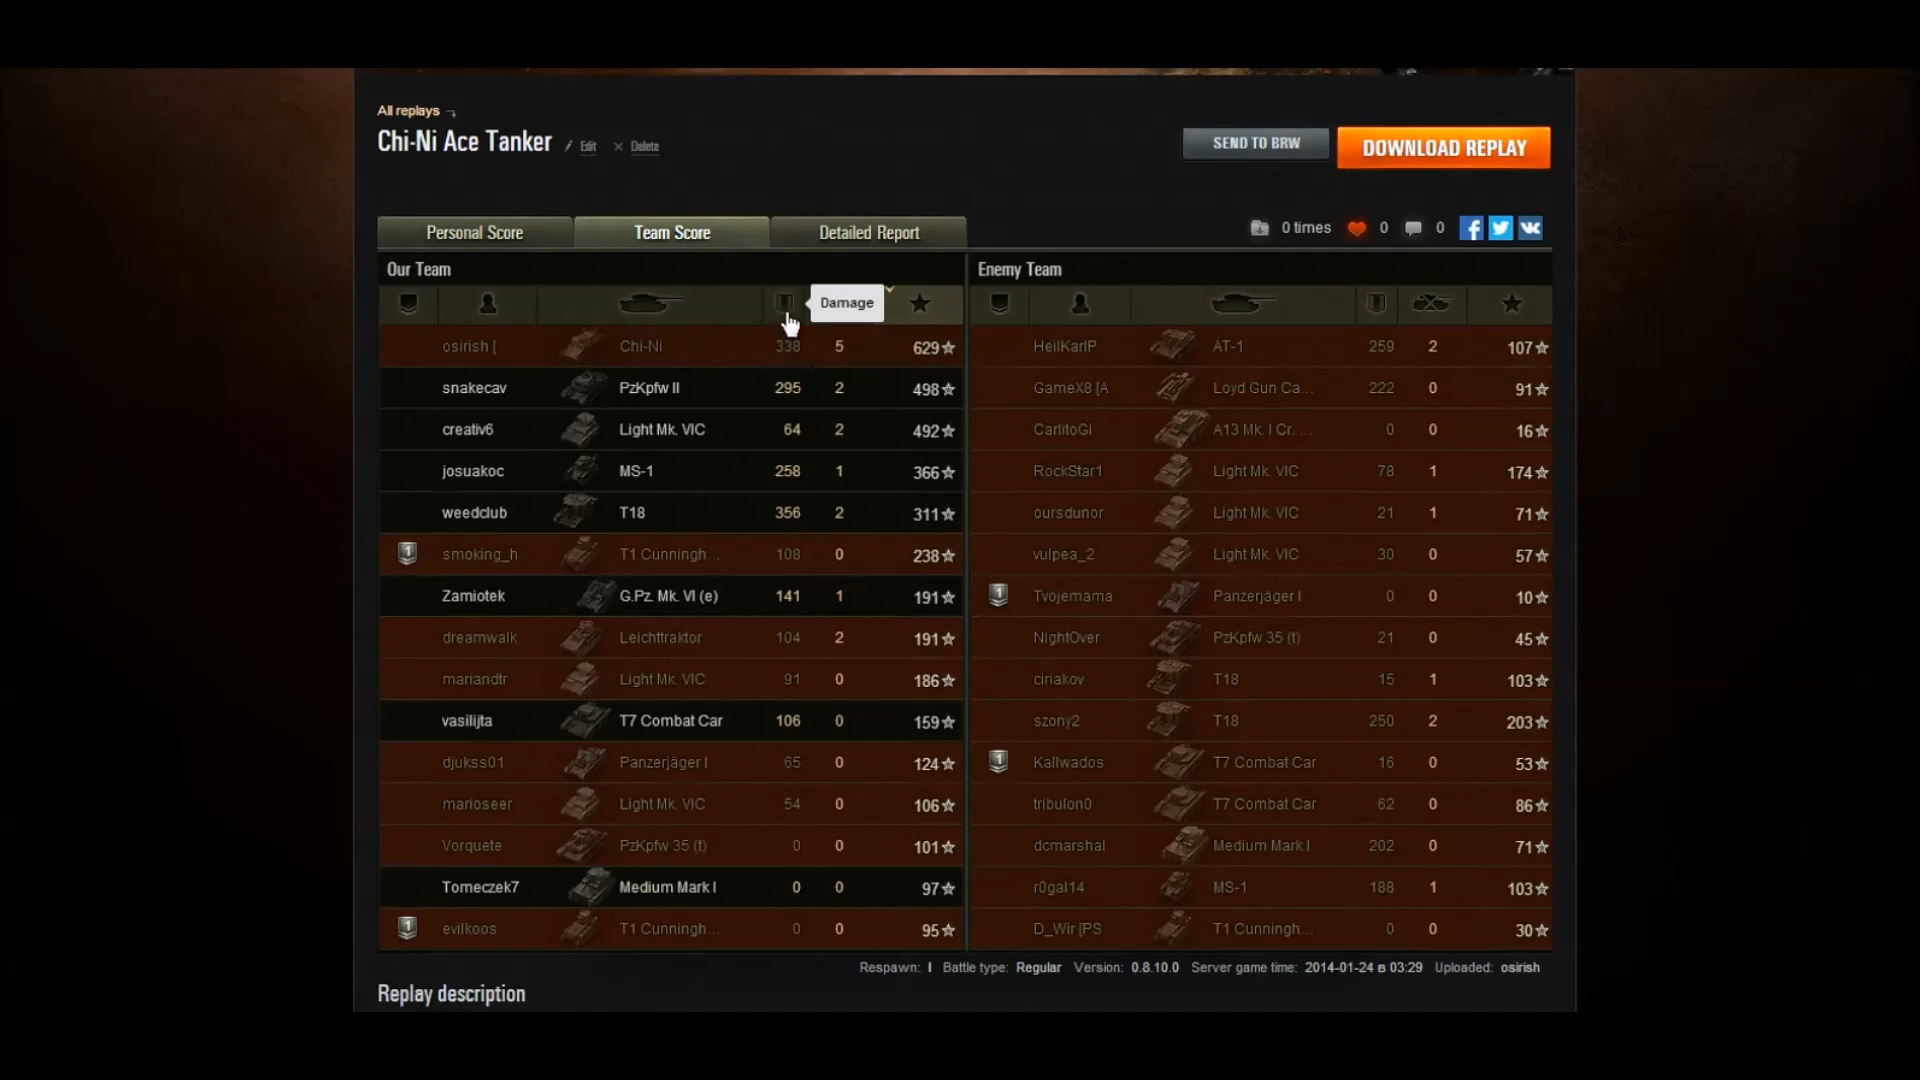 All replays
Chi-Ni Ace Tanker Edit × Delete
SEND TO BRW DOWNLOAD REPLAY
Personal Score Team Score Detailed Report 0 times 0 0
Our Team Enemy Team
Damage
osirish [ Chi-Ni 338 5 629 HeilKarlP AT-1 259 2 107
snakecav PzKpfw II 295 2 498 GameX8 [A Loyd Gun Ca... 222 0 91
creativ6 Light Mk. VIC 64 2 492 CarlitoGi A13 Mk. I Cr. ... 0 0 16
josuakoc MS-1 258 1 366 RockStar1 Light Mk. VIC 78 1 174
weedclub T18 356 2 311 oursdunor Light Mk. VIC 21 1 71
1 smoking_h T1 Cunningh... 108 0 238 vulpea_2 Light Mk. VIC 30 0 57
Zamiotek G.Pz. Mk. VI (e) 141 1 191 1 Tvojemama Panzerjäger I 0 0 10
dreamwalk Leichttraktor 104 2 191 NightOver PzKpfw 35 (t) 21 0 45
mariandtr Light Mk. VIC 91 0 186 ciriakov T18 15 1 103
vasilijta T7 Combat Car 106 0 159 szony2 T18 250 2 203
djukss01 Panzerjäger I 65 0 124 1 Kallwados T7 Combat Car 16 0 53
marioseer Light Mk. VIC 54 0 106 tribulon0 T7 Combat Car 62 0 86
Vorquete PzKpfw 35 (t) 0 0 101 dcmarshal Medium Mark I 202 0 71
Tomeczek7 Medium Mark I 0 0 97 r0gal14 MS-1 188 1 103
1 evilkoos T1 Cunningh... 0 0 95 D_Wir [PS T1 Cunningh... 0 0 30
Respawn: I Battle type: Regular Version: 0.8.10.0 Server game time: 2014-01-24 в 03:29 Uploaded: osirish
Replay description